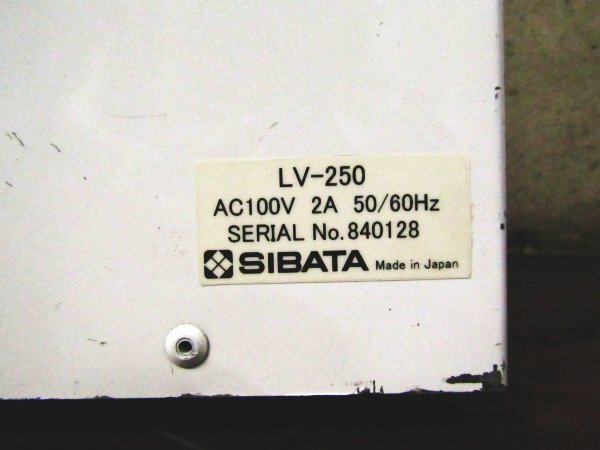 LV-250
AC100V 2A 50/60Hz
SERIAL No.840128
SIBATA Made in Japan